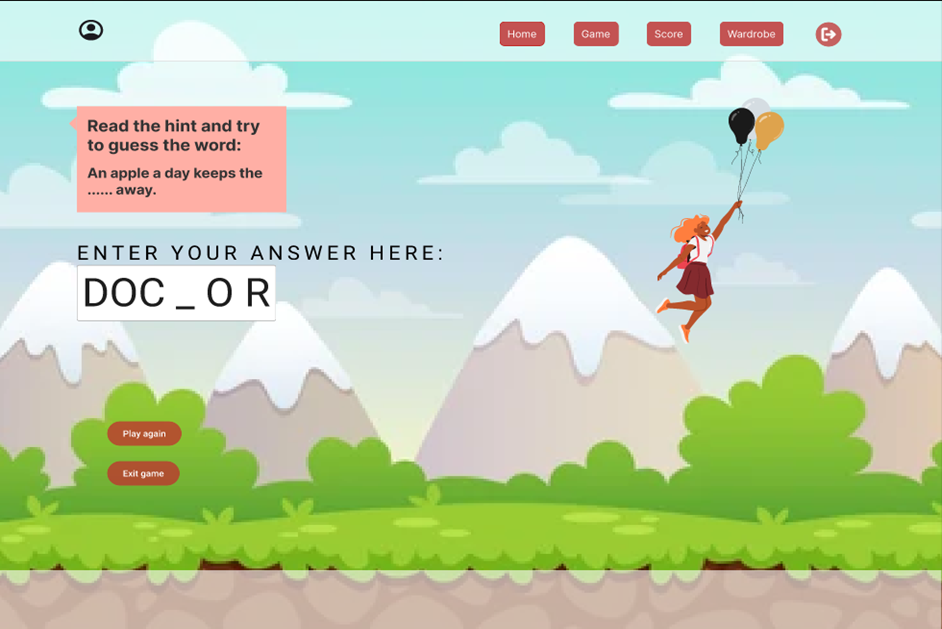 Home Game Score Wardrobe
Read the hint and try
to guess the word:
An apple a day keeps the
...... away.
ENTER YOUR ANSWER HERE:
DOC _ O R
Play again
Exit game